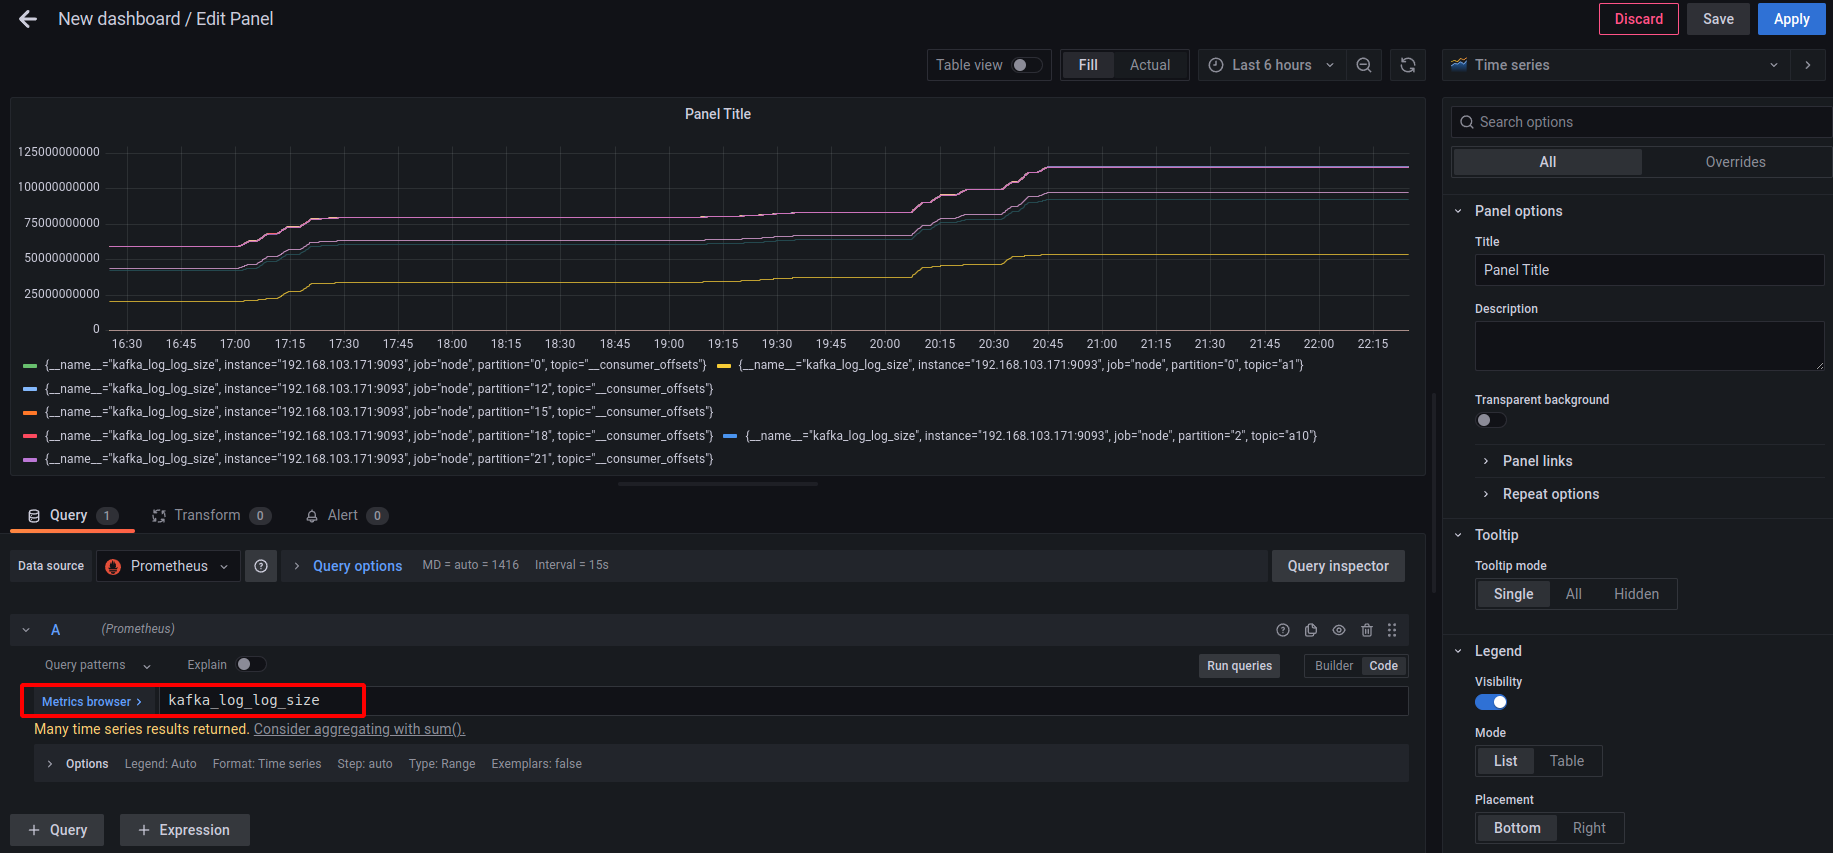 New dashboard / Edit Panel
Discard Save Apply
Table view Fill Actual Last 6 hours Time series
Panel Title
125000000000
100000000000
75000000000
50000000000
25000000000
0
16:30 16:45 17:00 17:15 17:30 17:45 18:00 18:15 18:30 18:45 19:00 19:15 19:30 19:45 20:00 20:15 20:30 20:45 21:00 21:15 21:30 21:45 22:00 22:15
{__name__="kafka_log_log_size", instance="192.168.103.171:9093", job="node", partition="0", topic="__consumer_offsets"} {__name__="kafka_log_log_size", instance="192.168.103.171:9093", job="node", partition="0", topic="a1"}
{__name__="kafka_log_log_size", instance="192.168.103.171:9093", job="node", partition="12", topic="__consumer_offsets"}
{__name__="kafka_log_log_size", instance="192.168.103.171:9093", job="node", partition="15", topic="__consumer_offsets"}
{__name__="kafka_log_log_size", instance="192.168.103.171:9093", job="node", partition="18", topic="__consumer_offsets"} {__name__="kafka_log_log_size", instance="192.168.103.171:9093", job="node", partition="2", topic="a10"}
{__name__="kafka_log_log_size", instance="192.168.103.171:9093", job="node", partition="21", topic="__consumer_offsets"}
Query 1 Transform 0 Alert 0
Data source Prometheus Query options MD = auto = 1416 Interval = 15s Query inspector
A (Prometheus)
Query patterns Explain Run queries Builder Code
Metrics browser > kafka_log_log_size
Many time series results returned. Consider aggregating with sum().
Options Legend: Auto Format: Time series Step: auto Type: Range Exemplars: false
+ Query + Expression
Search options
All Overrides
Panel options
Title
Panel Title
Description
Transparent background
Panel links
Repeat options
Tooltip
Tooltip mode
Single All Hidden
Legend
Visibility
Mode
List Table
Placement
Bottom Right